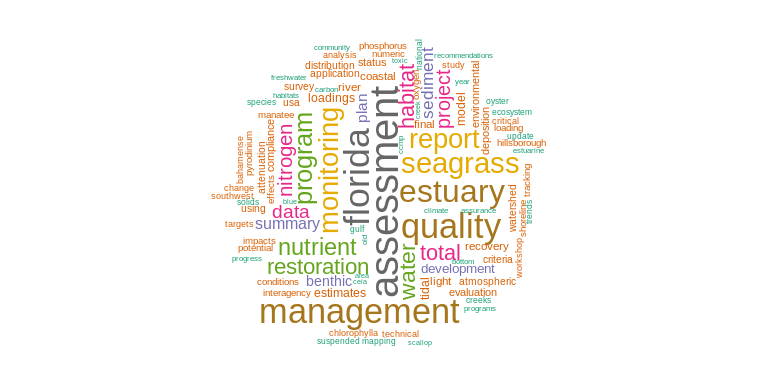 community
phosphorus
national
numeric
analysis
recommendations
toxic
distribution
status
sediment
freshwater
application
coastal
habitat
oxygen
study
year
survey
carbon
river
project
habitats
loadings
plan
creek
model
environmental
species
usa
oyster
manatee
final
deposition
ecosystem
critical
loading
update
bahamense
pyrodinium
compliance
nitrogen
program
monitoring
florida
assessment
report
ccmp
hillsborough
estuarine
attenuation
effects
seagrass
change
southwest
solids
blue
estuary
tracking
using
data
climate
assurance
watershed
trends
targets
summary
gulf
quality
shoreline
impacts
potential
nutrient
old
water
total
recovery
workshop
progress
restoration
bottom
criteria
development
conditions
benthic
area
cera
tidal
light
atmospheric
interagency
estimates
evaluation
management
creeks
programs
chlorophylla
technical
suspended
mapping
scallop